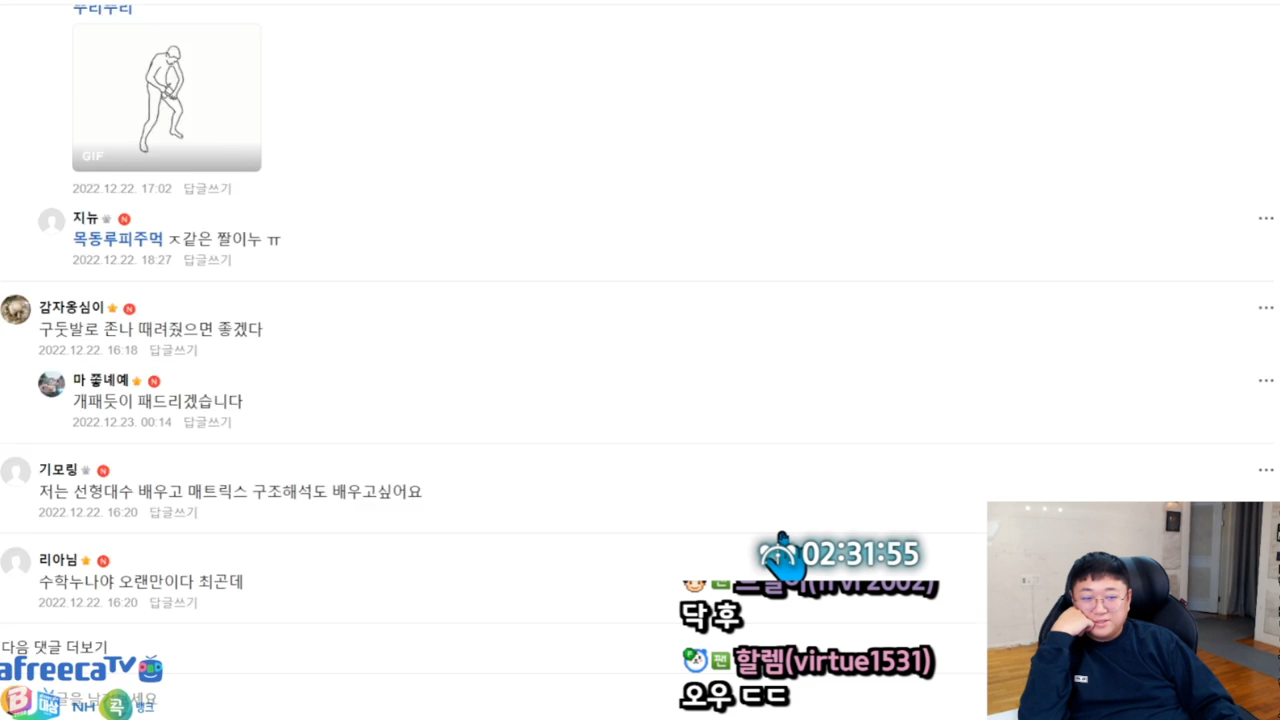 GIF
2022.12.22. 17:02 답글쓰기
지뉴 N
목동루피주먹 ㅈ같은 짤이누 ㅠ
2022.12.22. 18:27 답글쓰기
감자옹심이 N
구둣발로 존나 때려줬으면 좋겠다
2022.12.22. 16:18 답글쓰기
마 쫗녜예 N
개패듯이 패드리겠습니다
2022.12.23. 00:14 답글쓰기
기모링 N
저는 선형대수 배우고 매트릭스 구조해석도 배우고싶어요
2022.12.22. 16:20 답글쓰기
리아님 N
수학누나야 오랜만이다 최곤데
2022.12.22. 16:20 답글쓰기
다음 댓글 더보기
afreecaTV
NH 콕 뱅크
02:31:55
닥 후
팬 할렘(virtue1531)
오우 ㄷㄷ